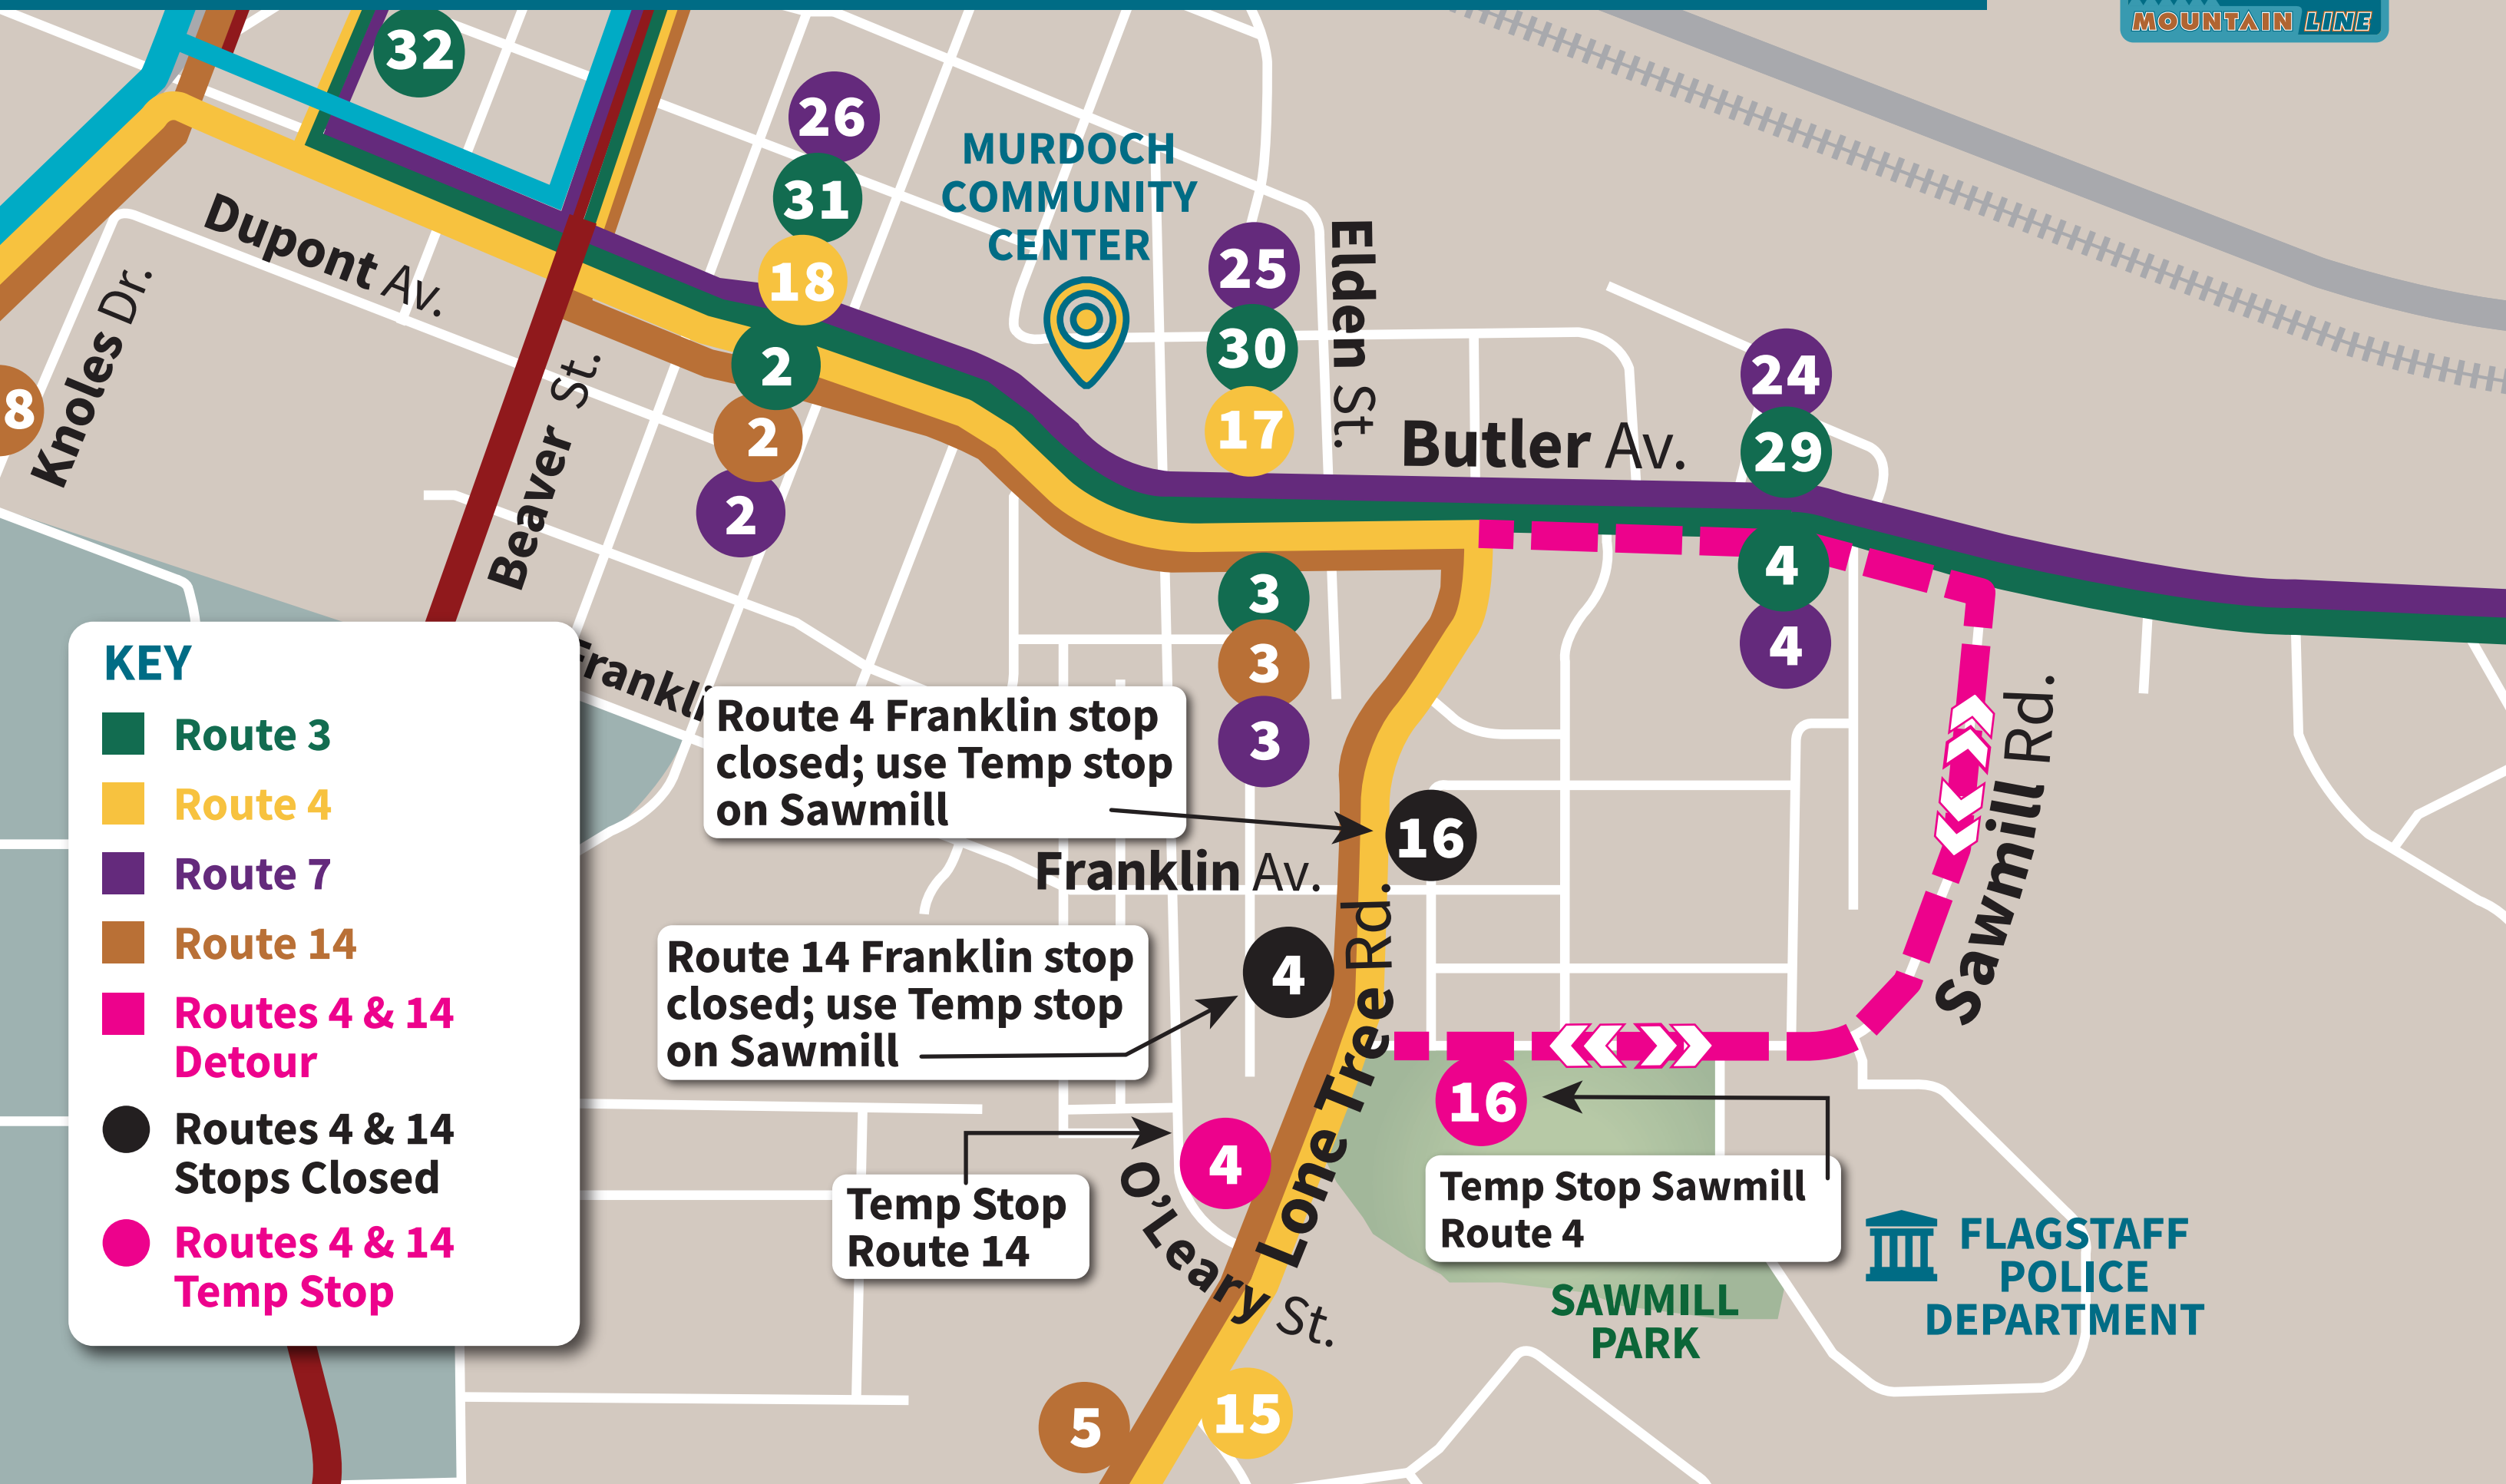 MOUNTAIN LINE
32
26
31
18
2
2
2
MURDOCH
COMMUNITY
CENTER
25
30
17
Elden St.
Butler Av.
24
29
4
4
Dupont Av.
Knoles Dr.
8
Beaver St.
3
3
3
KEY
Route 3
Route 4
Route 7
Route 14
Routes 4 & 14
Detour
Routes 4 & 14
Stops Closed
Routes 4 & 14
Temp Stop
Route 4 Franklin stop
closed; use Temp stop
on Sawmill
16
Franklin Av.
Sawmill Rd.
Route 14 Franklin stop
closed; use Temp stop
on Sawmill
4
Lone Tree Rd.
16
4
Temp Stop
Route 14
O'Leary St.
Temp Stop Sawmill
Route 4
SAWMILL
PARK
FLAGSTAFF
POLICE
DEPARTMENT
5
15